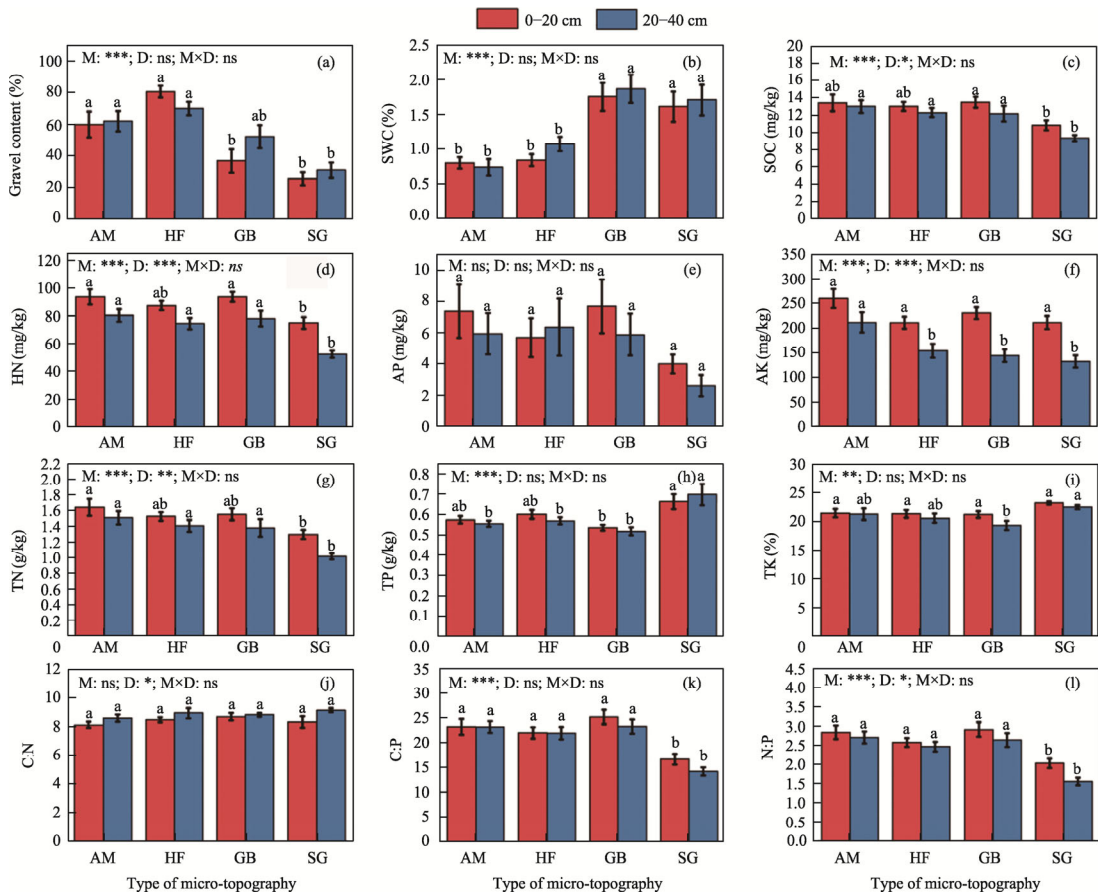 0−20 cm 20−40 cm
M: ***; D: ns; M×D: ns (a)
Gravel content (%)
100
80
60
40
20
0
a a a a b ab b b
AM HF GB SG
M: ***; D: ns; M×D: ns (b)
SWC (%)
2.5
2.0
1.5
1.0
0.5
0.0
b b b b a a a a
AM HF GB SG
M: ***; D:*; M×D: ns (c)
SOC (mg/kg)
20
18
16
14
12
10
8
6
4
2
0
ab a ab a a a b b
AM HF GB SG
M: ***; D: ***; M×D: ns (d)
HN (mg/kg)
120
100
80
60
40
20
0
a a ab a a a b b
AM HF GB SG
M: ns; D: ns; M×D: ns (e)
AP (mg/kg)
10
8
6
4
2
0
a a a a a a a a
AM HF GB SG
M: ***; D: ***; M×D: ns (f)
AK (mg/kg)
350
300
250
200
150
100
050
0
a a a b a b a b
AM HF GB SG
M: ***; D: **; M×D: ns (g)
TN (g/kg)
2.2
2.0
1.8
1.6
1.4
1.2
1.0
0.8
0.6
0.4
0.2
0
a a ab a ab a b b
AM HF GB SG
M: ***; D: ns; M×D: ns (h)
TP (g/kg)
0.8
0.7
0.6
0.5
0.4
0.3
0.2
0.1
0.0
ab b ab b b b a a
AM HF GB SG
M: **; D: ns; M×D: ns (i)
TK (%)
30
25
20
15
10
5
0
a ab a ab a b a a
AM HF GB SG
M: ns; D: *; M×D: ns (j)
C:N
12
10
8
6
4
2
0
a a a a a a a a
AM HF GB SG
Type of micro-topography
M: ***; D: ns; M×D: ns (k)
C:P
35
30
25
20
15
10
5
0
a a a a a a b b
AM HF GB SG
Type of micro-topography
M: ***; D: *; M×D: ns (l)
N:P
4.5
4.0
3.5
3.0
2.5
2.0
1.5
1.0
0.5
0.0
a a a a a a b b
AM HF GB SG
Type of micro-topography